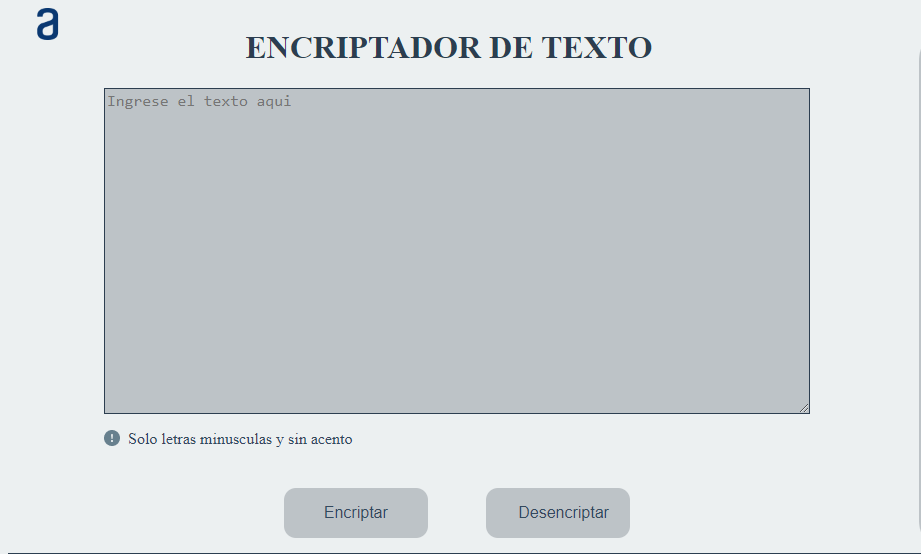 a
ENCRIPTADOR DE TEXTO
Ingrese el texto aqui
! Solo letras minusculas y sin acento
Encriptar
Desencriptar